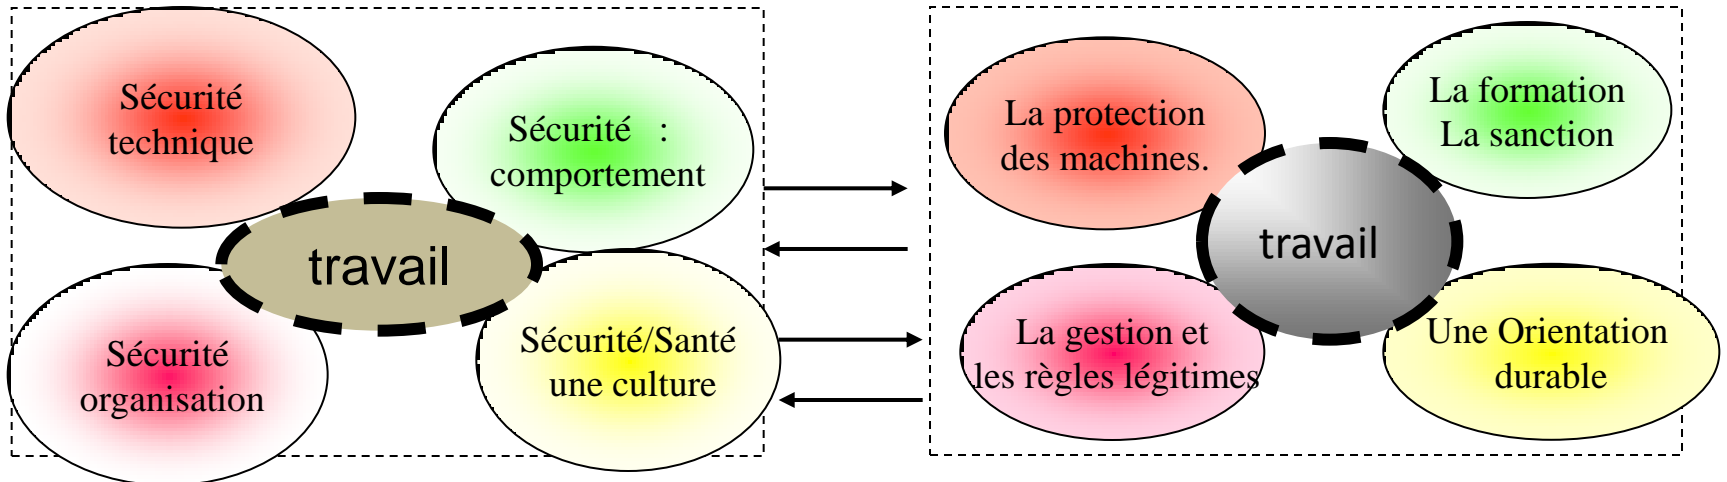 Sécurité
technique
Sécurité :
comportement
travail
Sécurité
organisation
Sécurité/Santé
une culture
La protection
des machines.
La formation
La sanction
travail
La gestion et
les règles légitimes
Une Orientation
durable